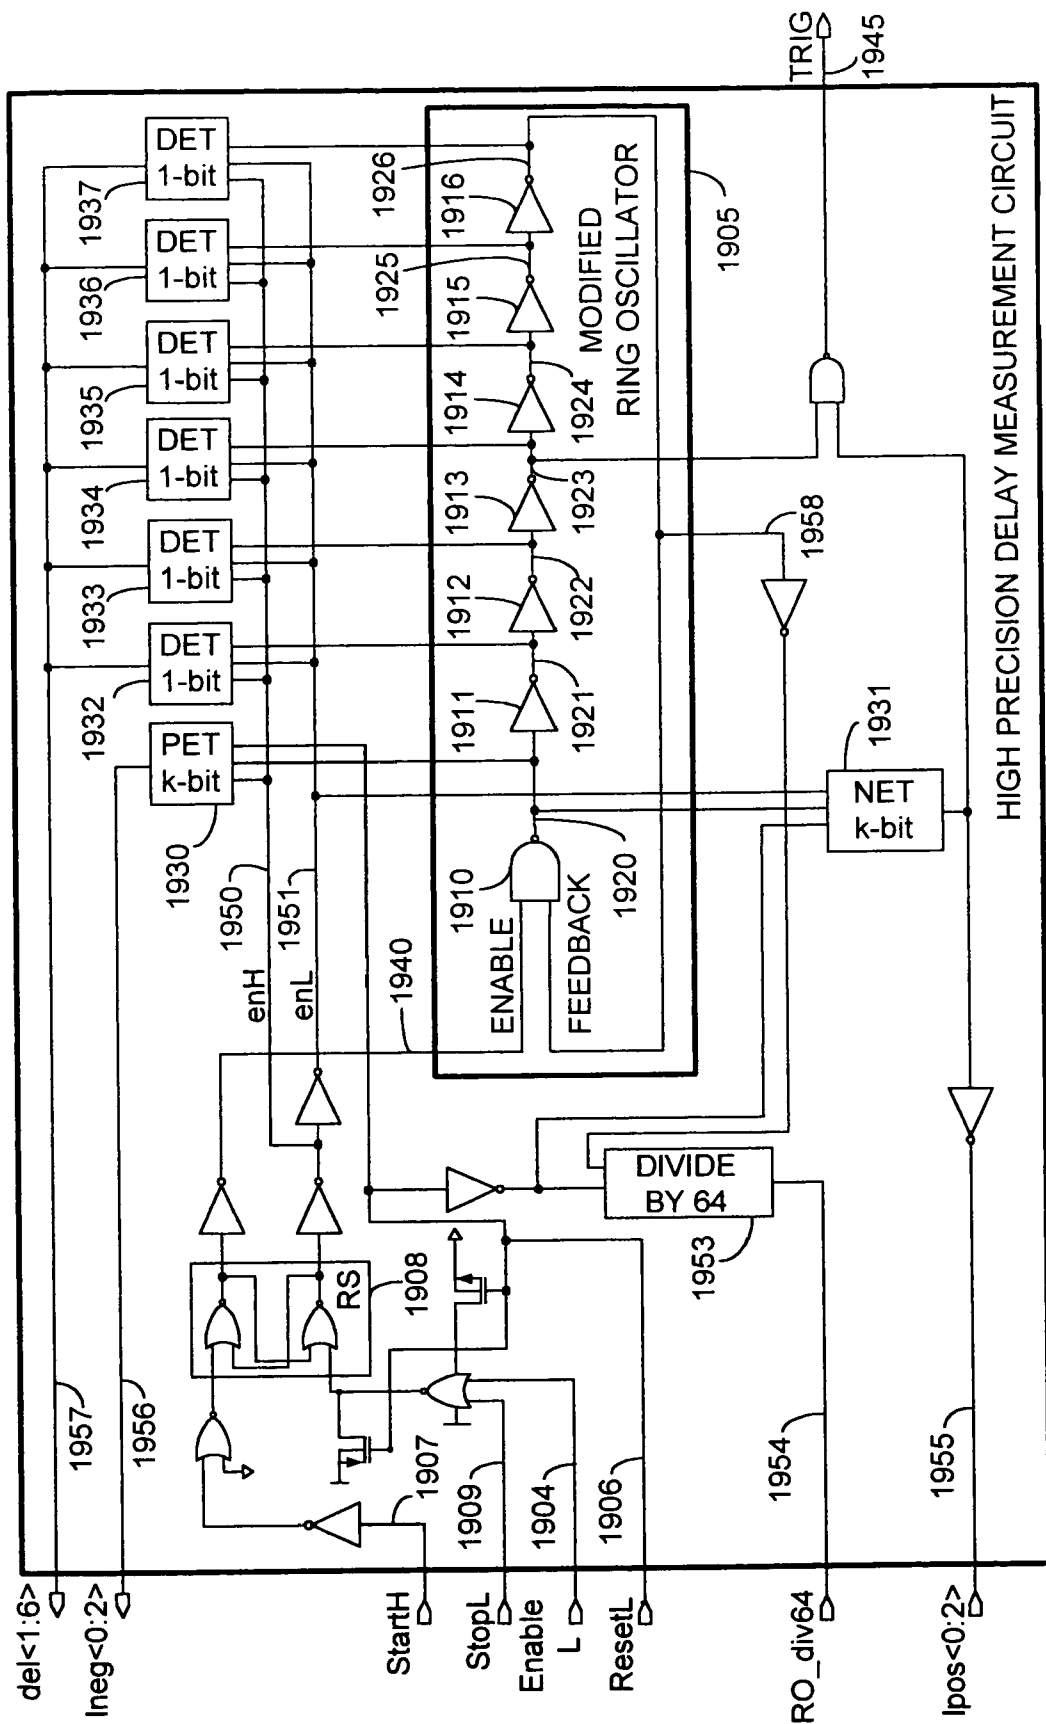 TRIG
1945
DET
1-bit
1937
DET
1-bit
1936
DET
1-bit
1935
DET
1-bit
1934
DET
1-bit
1933
DET
1-bit
1932
PET
k-bit
1930
1926
1916
1925
1915
1924
1914
1923
1913
1922
1912
1921
1911
1920
1910
MODIFIED
RING OSCILLATOR
1905
ENABLE
FEEDBACK
1940
1950
enH
1951
enL
1958
NET
k-bit
1931
HIGH PRECISION DELAY MEASUREMENT CIRCUIT
RS
1908
DIVIDE
BY 64
1953
1957
1956
1907
1909
1904
1906
1954
1955
del<1:6>
Ineg<0:2>
StartH
StopL
Enable
L
ResetL
RO_div64
Ipos<0:2>